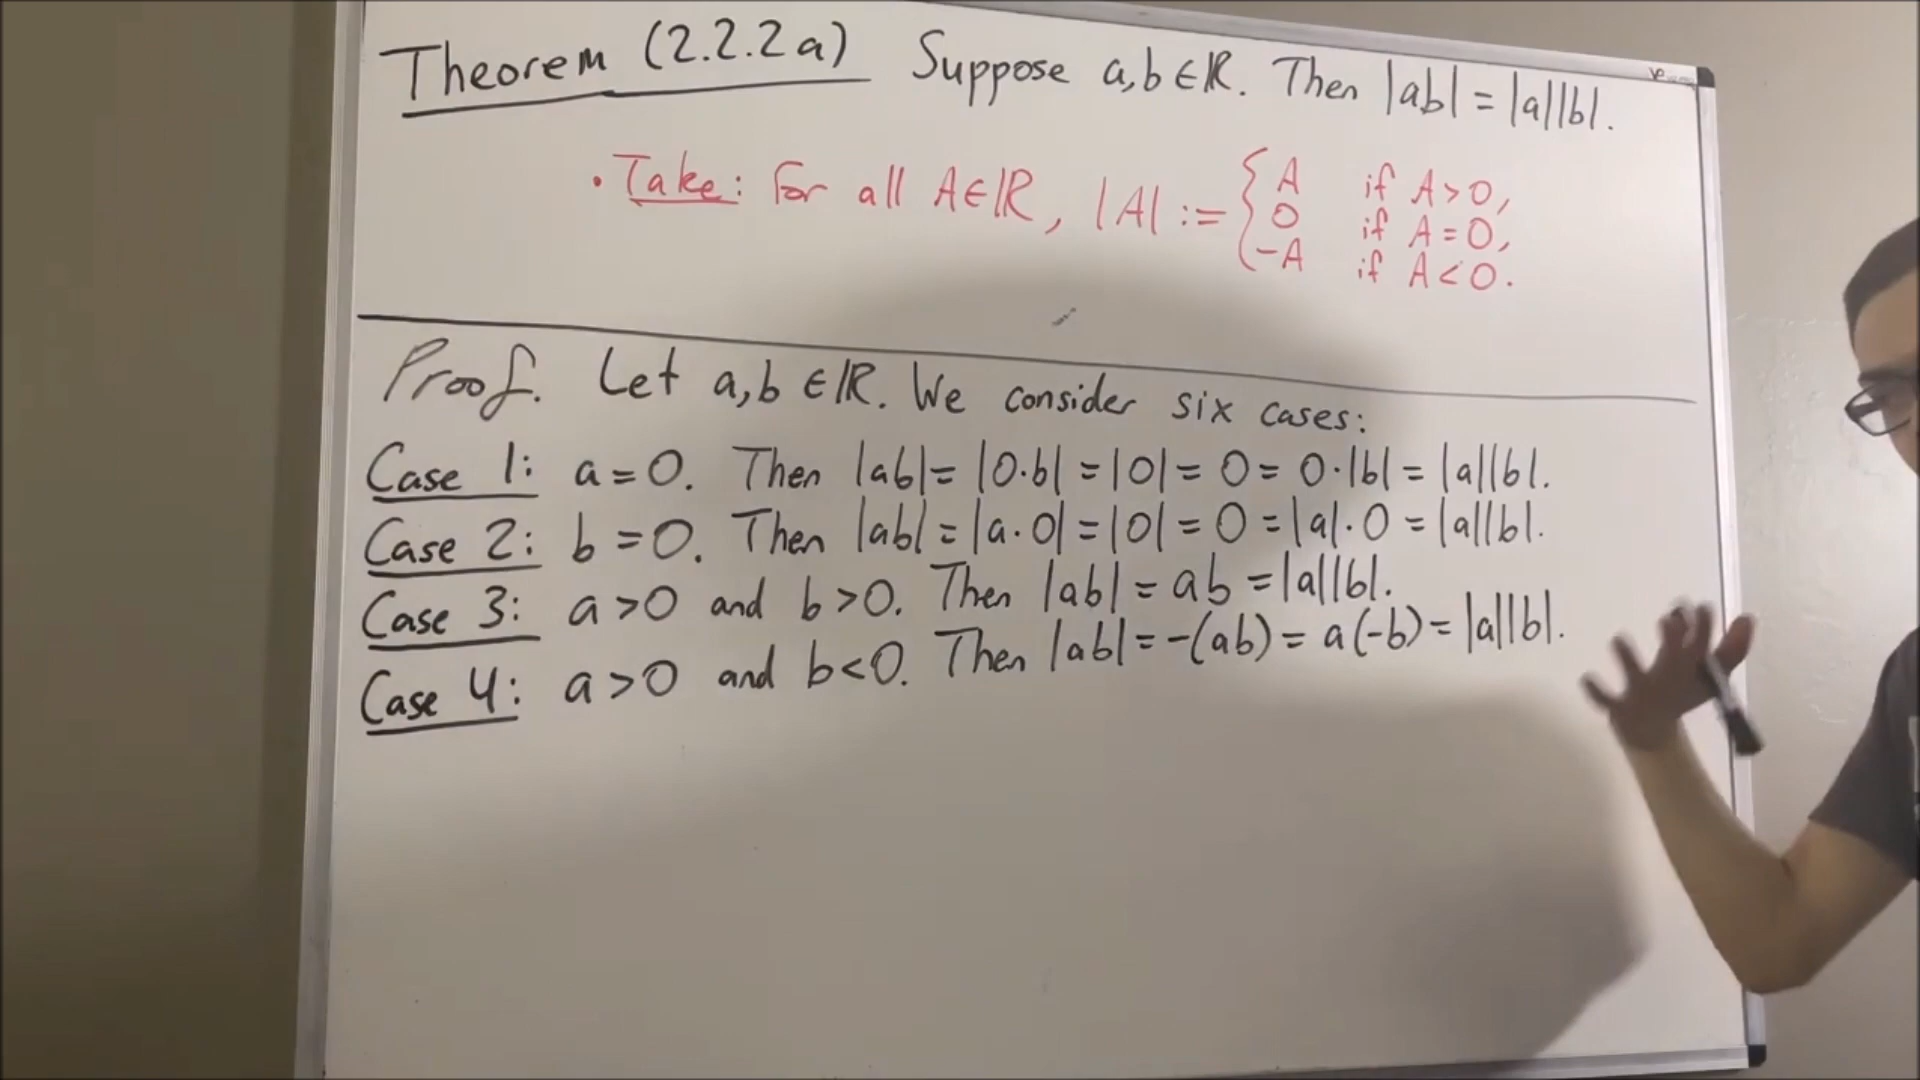 Theorem (2.2.2a) Suppose a,b∈ℝ. Then |ab| = |a||b|.
• Take: For all A∈ℝ, |A| := { A if A>0,
0 if A=0,
-A if A<0.
Proof. Let a,b∈ℝ. We consider six cases:
Case 1: a=0. Then |ab| = |0·b| = |0| = 0 = 0·|b| = |a||b|.
Case 2: b=0. Then |ab| = |a·0| = |0| = 0 = |a|·0 = |a||b|.
Case 3: a>0 and b>0. Then |ab| = ab = |a||b|.
Case 4: a>0 and b<0. Then |ab| = -(ab) = a(-b) = |a||b|.